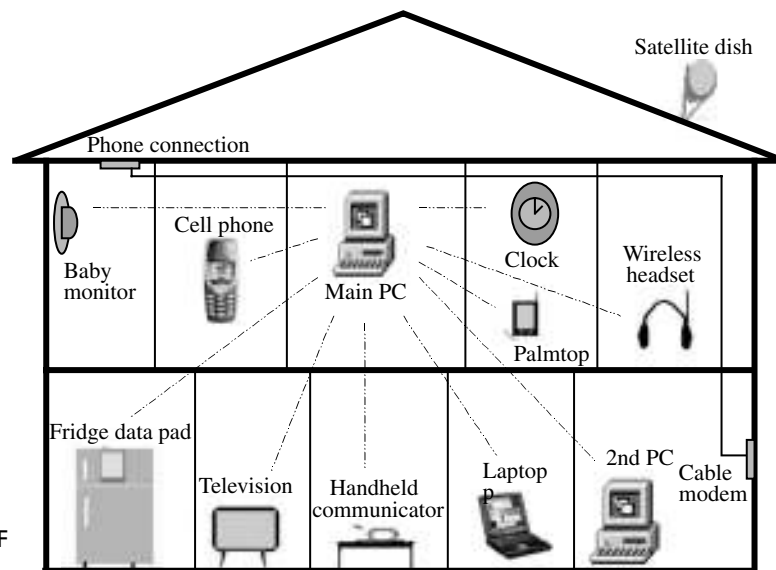 Satellite dish
Phone connection
Cell phone
Baby
monitor
Main PC
Clock
Wireless
headset
Palmtop
Fridge data pad
Television
Handheld
communicator
Laptop
p
2nd PC
Cable
modem
F